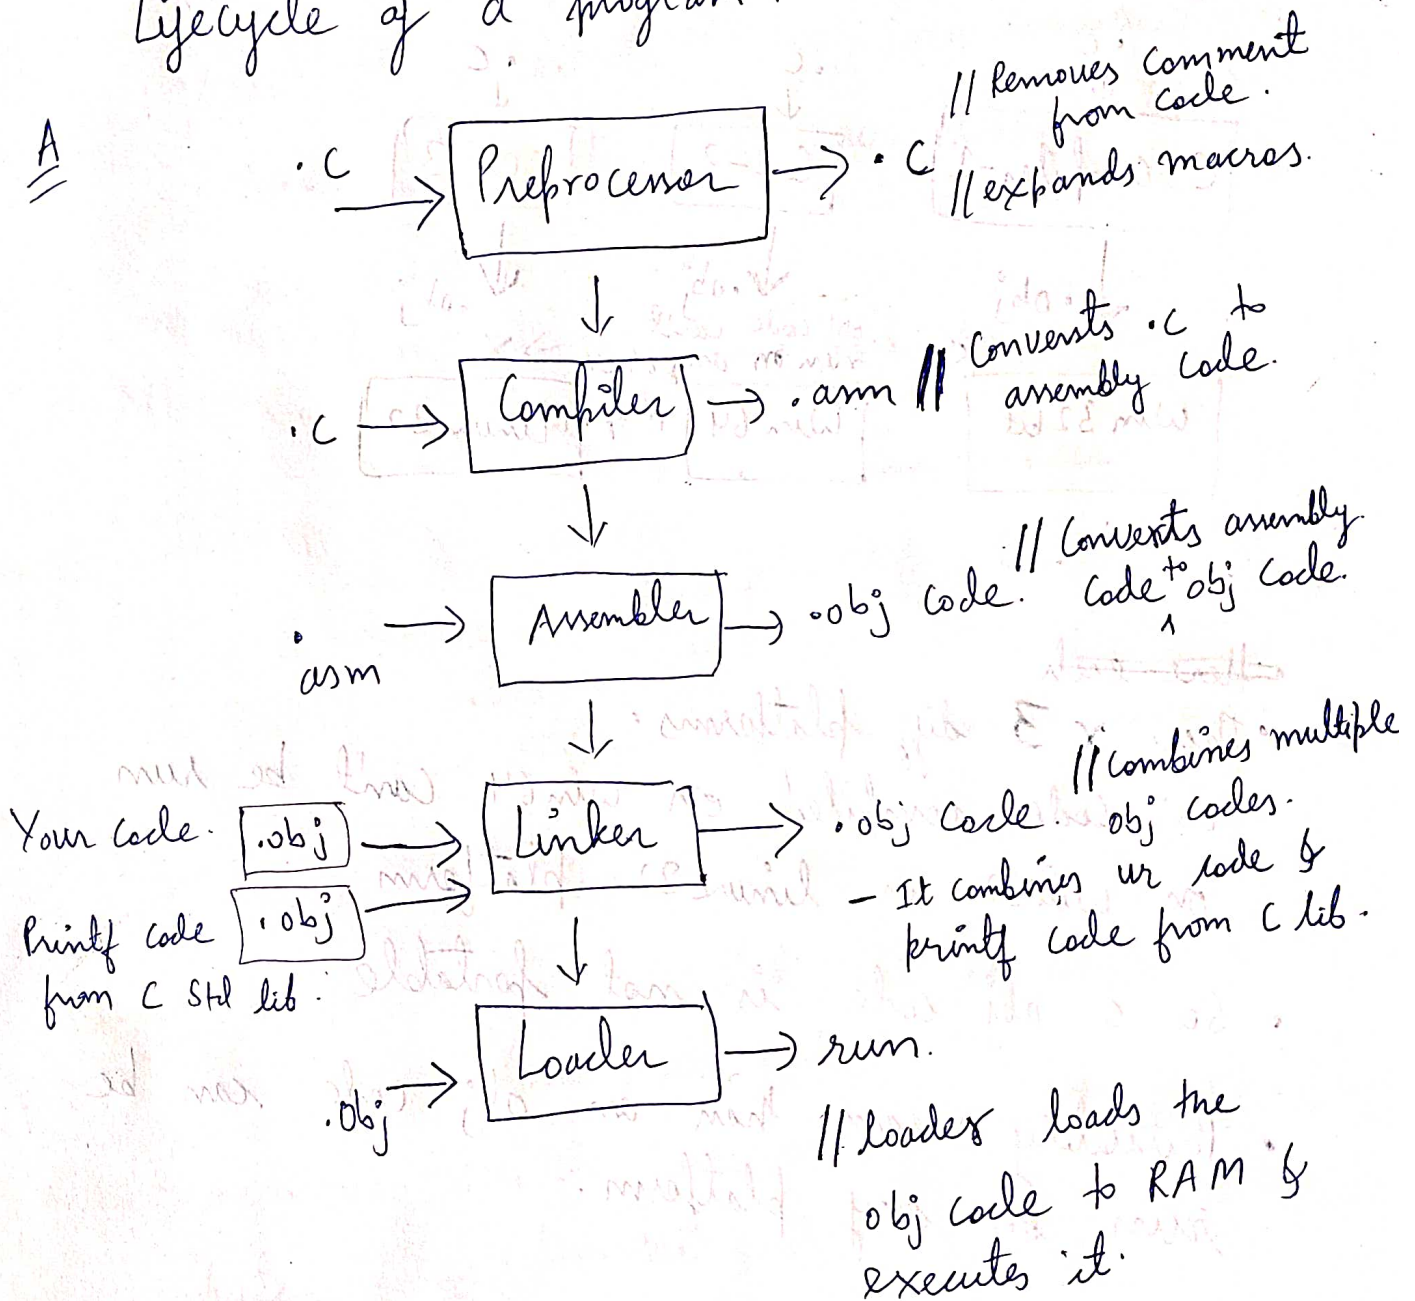 Lifecycle of a program
A
.C Preprocessor .C // Removes Comment
from code.
// expands macros.
.C Compiler .asm // Conversts .C to
assembly code.
.asm Assembler .obj code. // Converts assembly
code to obj code.
Your code. .obj Linker .obj code. // Combines multiple
obj codes.
Printf code .obj - It combines ur code &
from C Std lib. printf code from C lib.
.obj Loader run.
// loader loads the
obj code to RAM &
executes it.